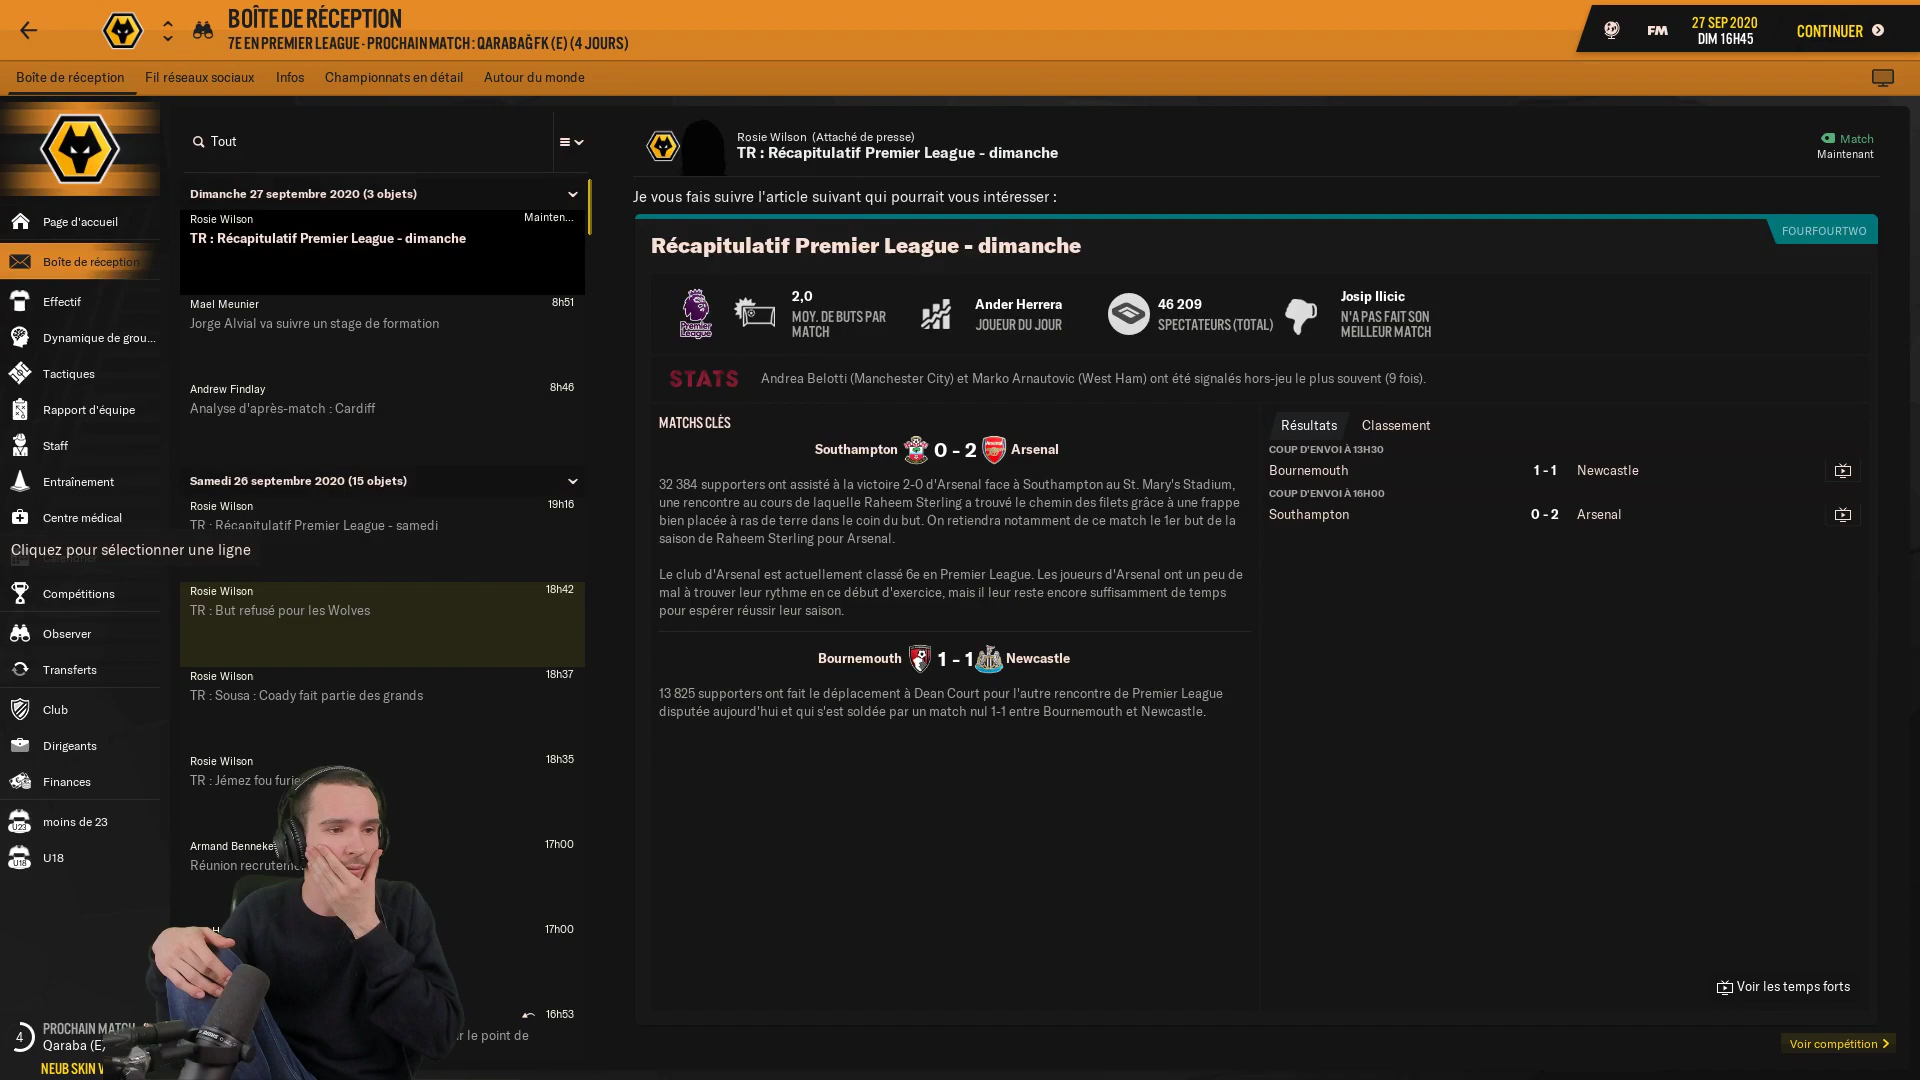 BOÎTE DE RÉCEPTION
7E EN PREMIER LEAGUE - PROCHAIN MATCH : QARABAĞ FK (E) (4 JOURS)
FM
27 SEP 2020
DIM 16H45
CONTINUER
Boîte de réception
Fil réseaux sociaux
Infos
Championnats en détail
Autour du monde
Page d'accueil
Boîte de réception
Effectif
Dynamique de grou...
Tactiques
Rapport d'équipe
Staff
Entraînement
Centre médical
Cliquez pour sélectionner une ligne
Compétitions
Observer
Transferts
Club
Dirigeants
Finances
moins de 23
U23
U18
U18
4
PROCHAIN MATCH
Qaraba (E)
NEUB SKIN V
Tout
Dimanche 27 septembre 2020 (3 objets)
Rosie Wilson
Mainten...
TR : Récapitulatif Premier League - dimanche
Mael Meunier
8h51
Jorge Alvial va suivre un stage de formation
Andrew Findlay
8h46
Analyse d'après-match : Cardiff
Samedi 26 septembre 2020 (15 objets)
Rosie Wilson
19h16
TR : Récapitulatif Premier League - samedi
Rosie Wilson
18h42
TR : But refusé pour les Wolves
Rosie Wilson
18h37
TR : Sousa : Coady fait partie des grands
Rosie Wilson
18h35
TR : Jémez fou furie
Armand Benneke
17h00
Réunion recruteme
H
17h00
16h53
r le point de
Rosie Wilson (Attaché de presse)
TR : Récapitulatif Premier League - dimanche
Match
Maintenant
Je vous fais suivre l'article suivant qui pourrait vous intéresser :
FOURFOURTWO
Récapitulatif Premier League - dimanche
Premier League
2,0
MOY. DE BUTS PAR
MATCH
Ander Herrera
JOUEUR DU JOUR
46 209
SPECTATEURS (TOTAL)
Josip Ilicic
N'A PAS FAIT SON
MEILLEUR MATCH
STATS
Andrea Belotti (Manchester City) et Marko Arnautovic (West Ham) ont été signalés hors-jeu le plus souvent (9 fois).
MATCHS CLÉS
Southampton 0 - 2 Arsenal
32 384 supporters ont assisté à la victoire 2-0 d'Arsenal face à Southampton au St. Mary's Stadium,
une rencontre au cours de laquelle Raheem Sterling a trouvé le chemin des filets grâce à une frappe
bien placée à ras de terre dans le coin du but. On retiendra notamment de ce match le 1er but de la
saison de Raheem Sterling pour Arsenal.
Le club d'Arsenal est actuellement classé 6e en Premier League. Les joueurs d'Arsenal ont un peu de
mal à trouver leur rythme en ce début d'exercice, mais il leur reste encore suffisamment de temps
pour espérer réussir leur saison.
Bournemouth 1 - 1 Newcastle
13 825 supporters ont fait le déplacement à Dean Court pour l'autre rencontre de Premier League
disputée aujourd'hui et qui s'est soldée par un match nul 1-1 entre Bournemouth et Newcastle.
Résultats
Classement
COUP D'ENVOI À 13H30
Bournemouth 1 - 1 Newcastle
COUP D'ENVOI À 16H00
Southampton 0 - 2 Arsenal
Voir les temps forts
Voir compétition